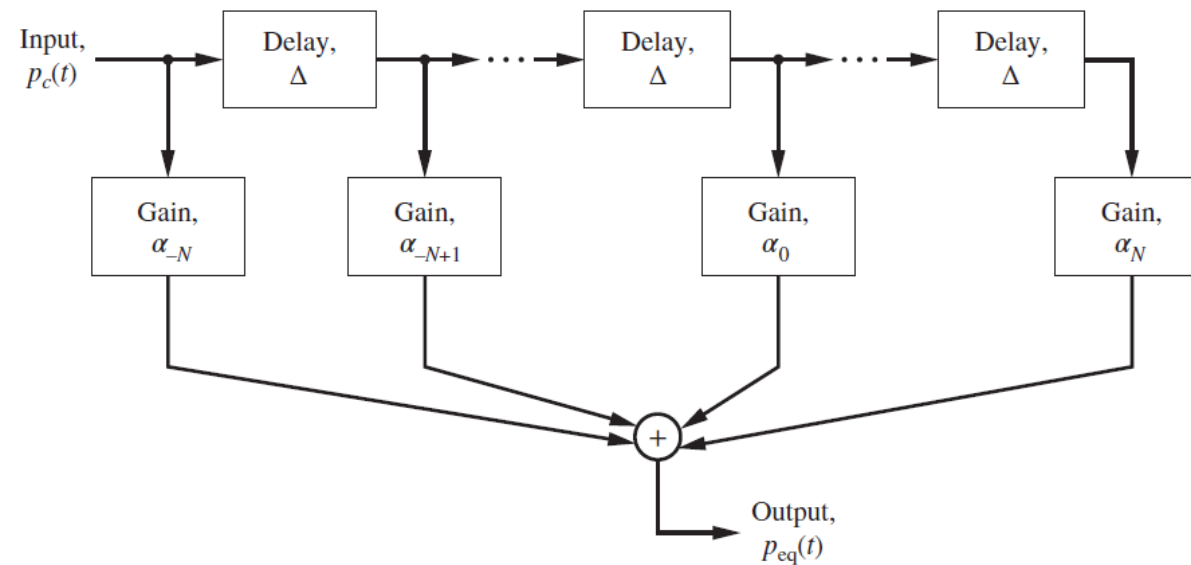 Input,
p_c(t)
Delay,
Δ
. . .
Delay,
Δ
. . .
Delay,
Δ
Gain,
α_–N
Gain,
α_–N+1
Gain,
α_0
Gain,
α_N
+
Output,
p_eq(t)